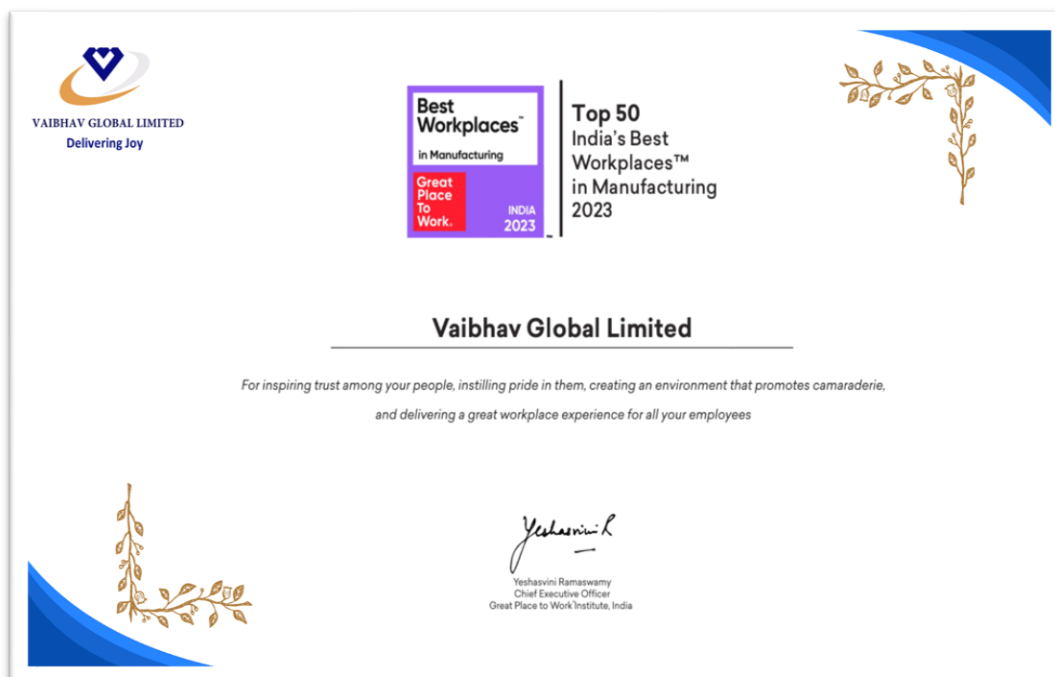 VAIBHAV GLOBAL LIMITED
Delivering Joy
Best
Workplaces™
in Manufacturing
Great
Place
To
Work®
INDIA
2023
™
Top 50
India's Best
Workplaces™
in Manufacturing
2023
Vaibhav Global Limited
For inspiring trust among your people, instilling pride in them, creating an environment that promotes camaraderie,
and delivering a great workplace experience for all your employees
Yeshasvini R
Yeshasvini Ramaswamy
Chief Executive Officer
Great Place to Work® Institute, India